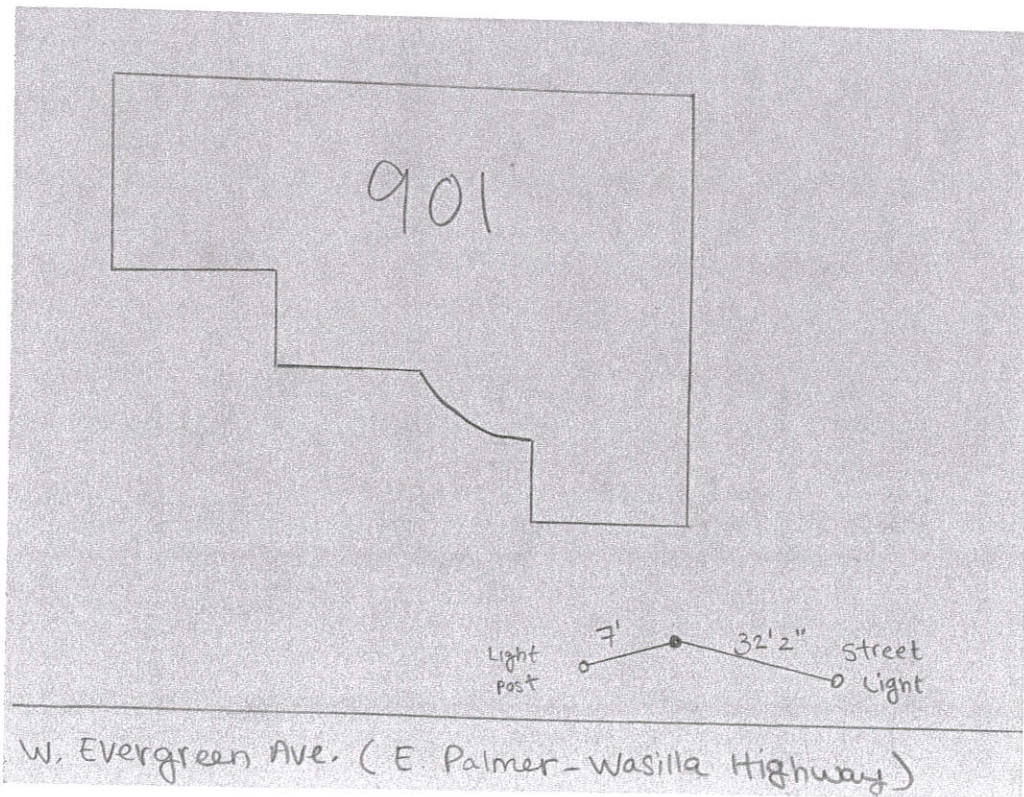 901
7'
32'2"
Light
post
Street
Light
W. Evergreen Ave. ( E. Palmer-Wasilla Highway)